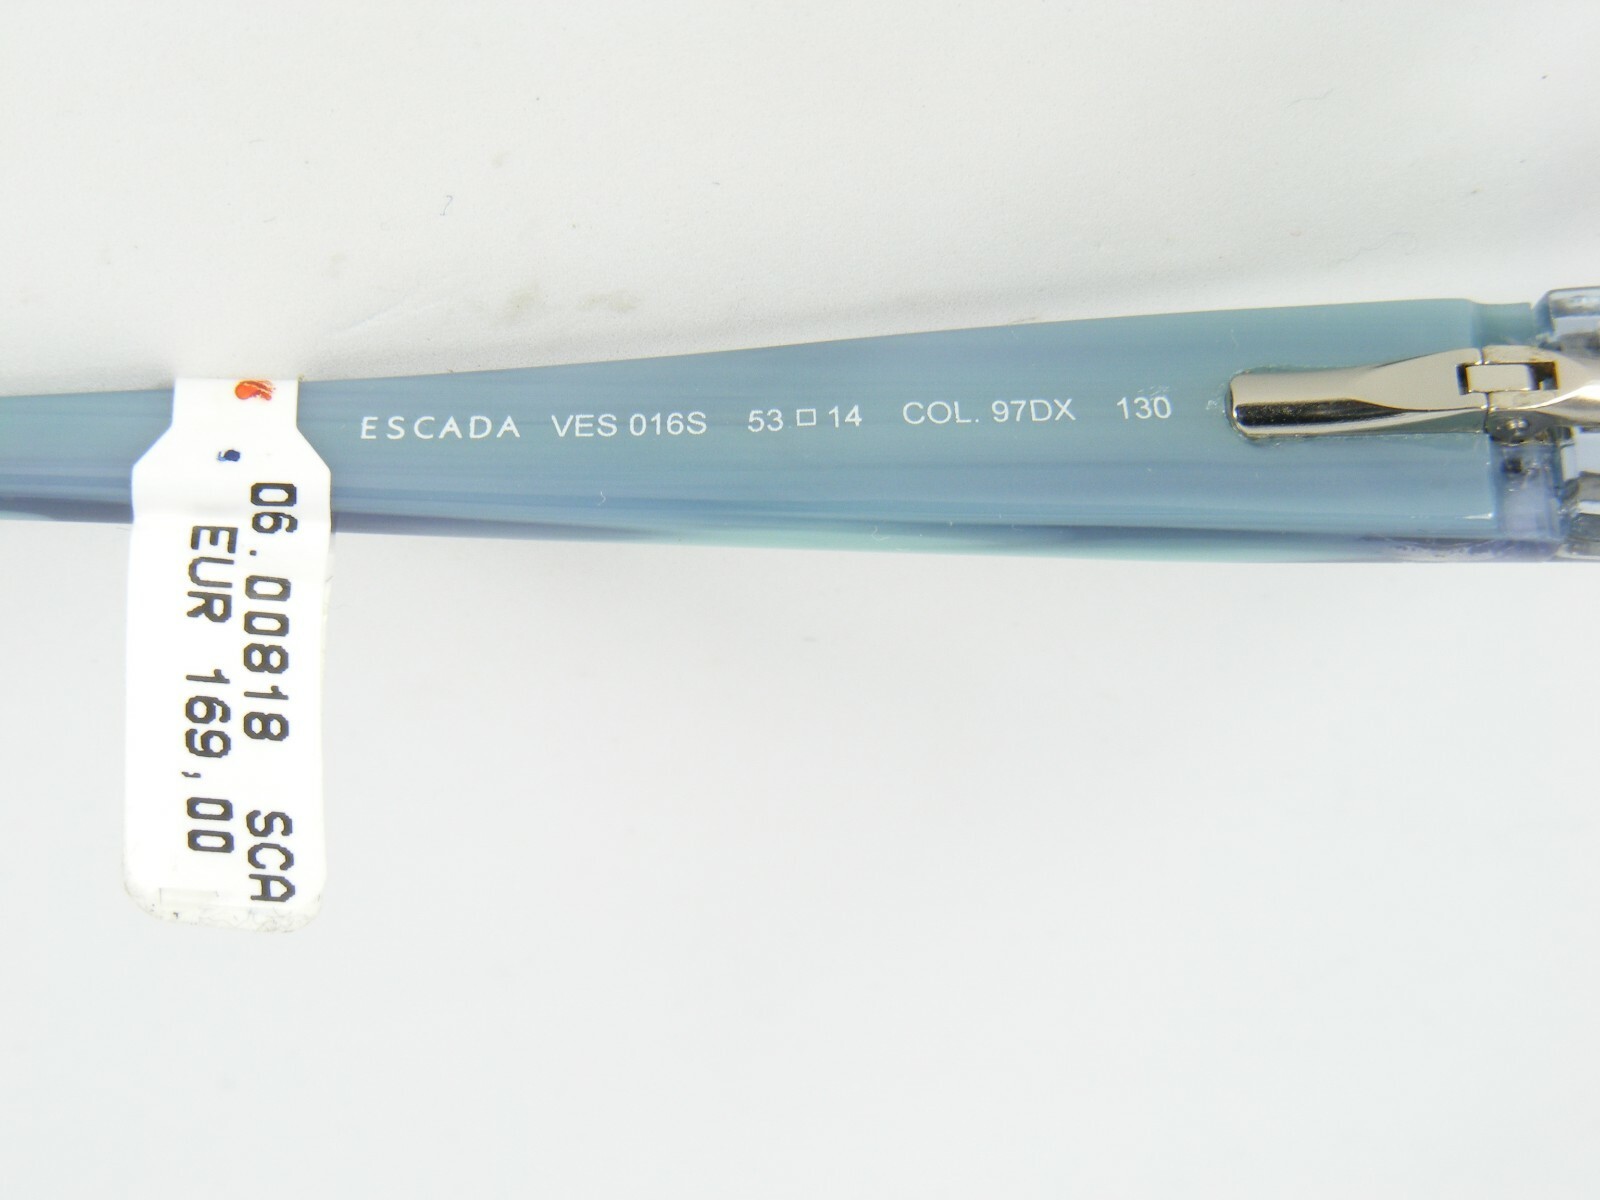 ESCADA VES 016S 53 □ 14 COL. 97DX 130
06.00818 SCA
EUR 169,00